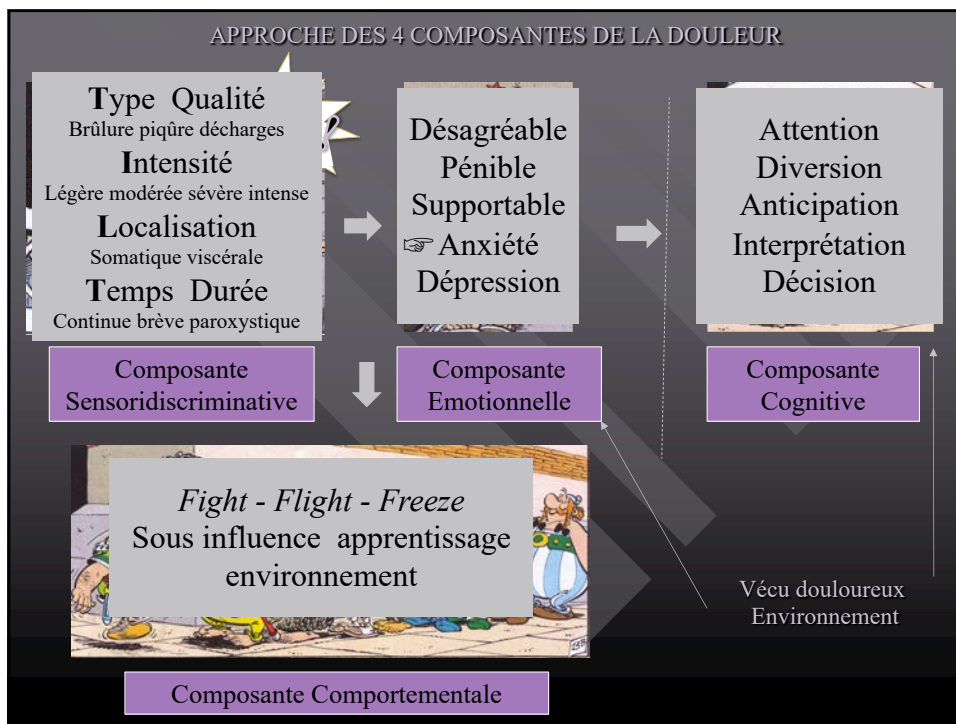 APPROCHE DES 4 COMPOSANTES DE LA DOULEUR
Type Qualité
Brûlure piqûre décharges
Intensité
Légère modérée sévère intense
Localisation
Somatique viscérale
Temps Durée
Continue brève paroxystique
Composante
Sensoridiscriminative
Désagréable
Pénible
Supportable
☞ Anxiété
Dépression
Composante
Emotionnelle
Attention
Diversion
Anticipation
Interprétation
Décision
Composante
Cognitive
Fight - Flight - Freeze
Sous influence apprentissage
environnement
Composante Comportementale
Vécu douloureux
Environnement